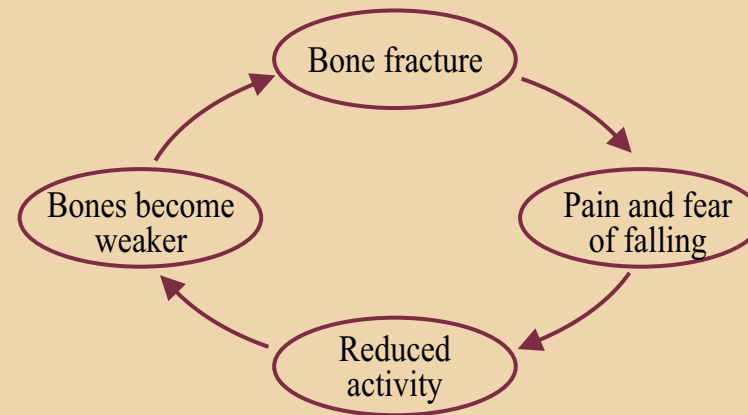 Bone fracture
Pain and fear
of falling
Reduced
activity
Bones become
weaker